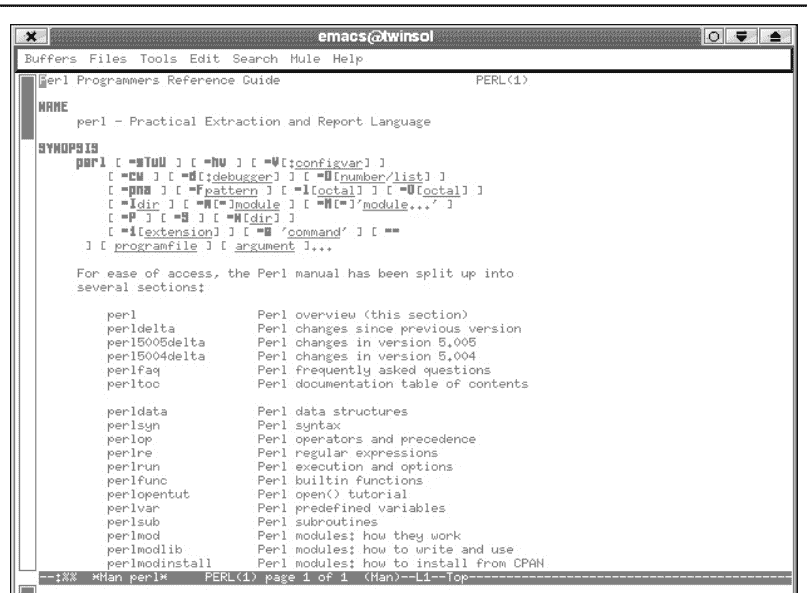 emacs@twinsol
Buffers Files Tools Edit Search Mule Help
Perl Programmers Reference Guide PERL(1)
NAME
perl - Practical Extraction and Report Language
SYNOPSIS
perl [ -sTuU ] [ -hv ] [ -V[:configvar] ]
[ -cw ] [ -d[:debugger] ] [ -D[number/list] ]
[ -pna ] [ -Fpattern ] [ -l[octal] ] [ -0[octal] ]
[ -Idir ] [ -m[-]module ] [ -M[-]'module...' ]
[ -P ] [ -S ] [ -x[dir] ]
[ -i[extension] ] [ -e 'command' ] [ --
] [ programfile ] [ argument ]...
For ease of access, the Perl manual has been split up into
several sections:
perl Perl overview (this section)
perldelta Perl changes since previous version
perl5005delta Perl changes in version 5.005
perl5004delta Perl changes in version 5.004
perlfaq Perl frequently asked questions
perltoc Perl documentation table of contents
perldata Perl data structures
perlsyn Perl syntax
perlop Perl operators and precedence
perlre Perl regular expressions
perlrun Perl execution and options
perlfunc Perl builtin functions
perlopentut Perl open() tutorial
perlvar Perl predefined variables
perlsub Perl subroutines
perlmod Perl modules: how they work
perlmodlib Perl modules: how to write and use
perlmodinstall Perl modules: how to install from CPAN
--:%% *Man perl* PERL(1) page 1 of 1 (Man)--L1--Top--------------------